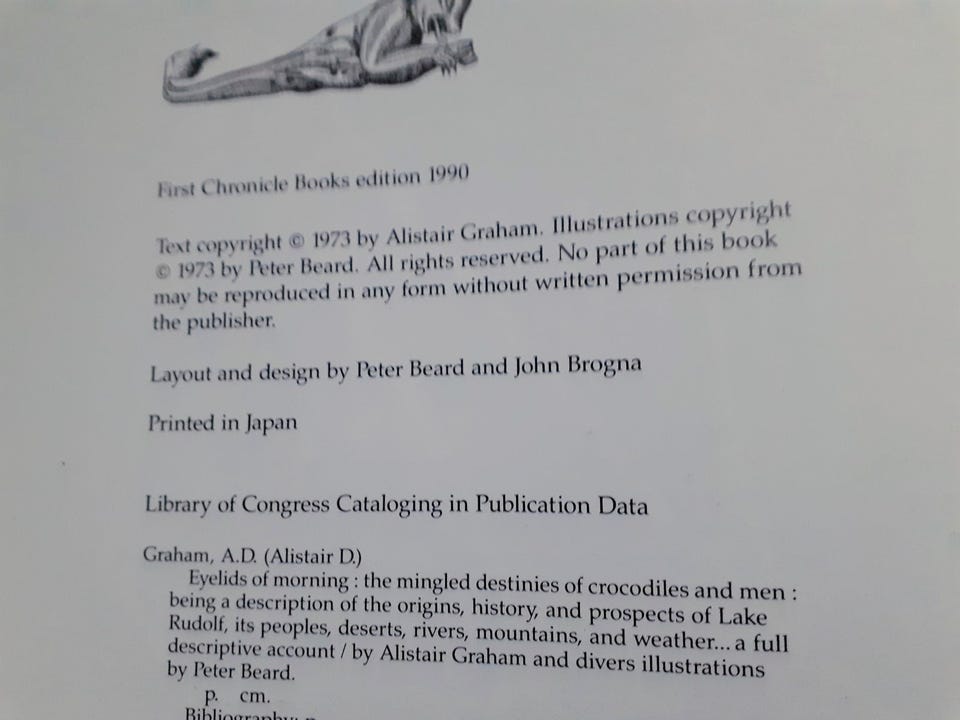 First Chronicle Books edition 1990
Text copyright © 1973 by Alistair Graham. Illustrations copyright
© 1973 by Peter Beard. All rights reserved. No part of this book
may be reproduced in any form without written permission from
the publisher.
Layout and design by Peter Beard and John Brogna
Printed in Japan
Library of Congress Cataloging in Publication Data
Graham, A.D. (Alistair D.)
Eyelids of morning : the mingled destinies of crocodiles and men :
being a description of the origins, history, and prospects of Lake
Rudolf, its peoples, deserts, rivers, mountains, and weather... a full
descriptive account / by Alistair Graham and divers illustrations
by Peter Beard.
p. cm.
Bibliography: p.